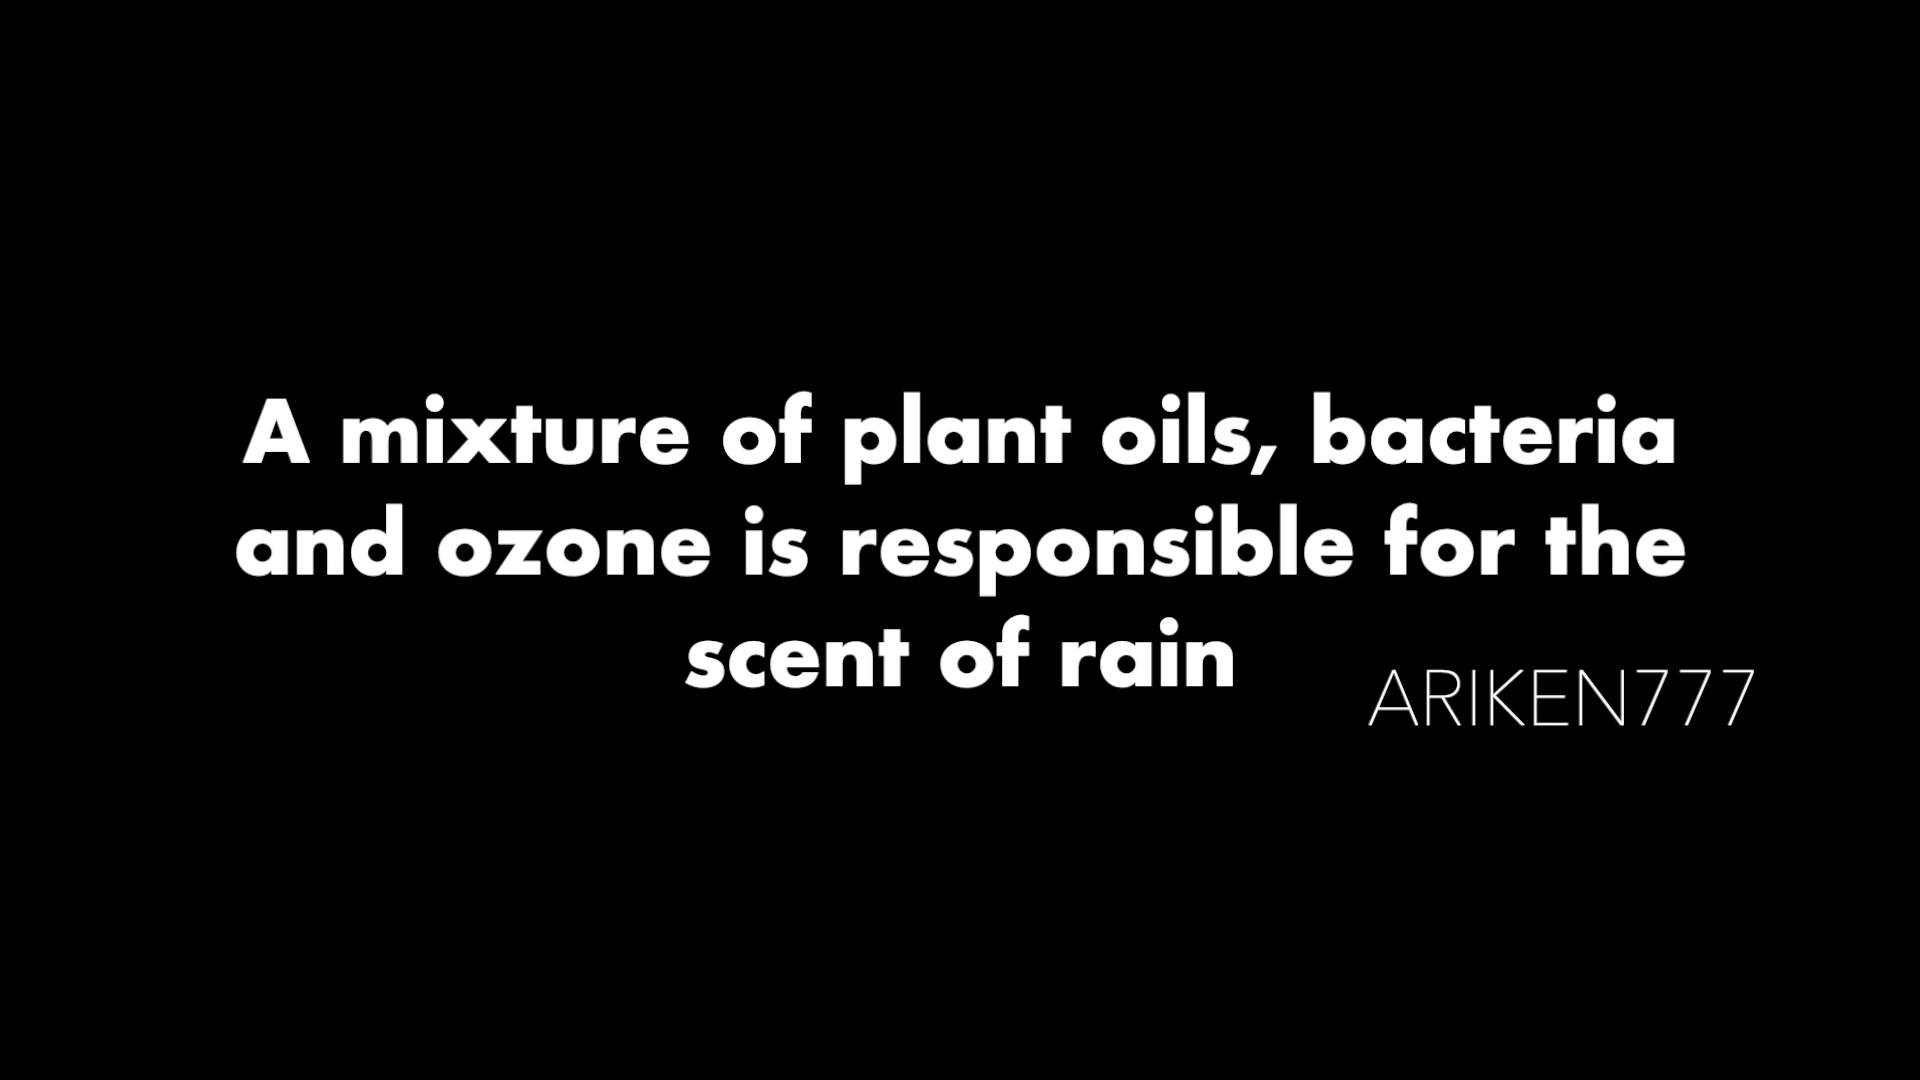 A mixture of plant oils, bacteria
and ozone is responsible for the
scent of rain
ARIKEN777